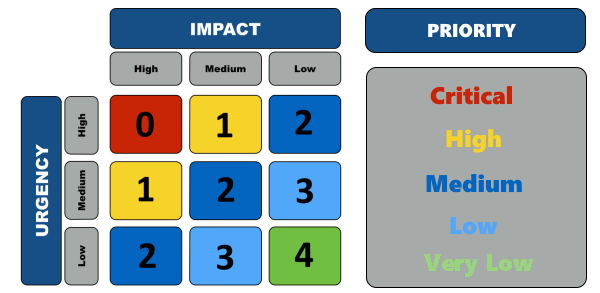 IMPACT
PRIORITY
High Medium Low
URGENCY
High 0 1 2
Medium 1 2 3
Low 2 3 4
Critical
High
Medium
Low
Very Low